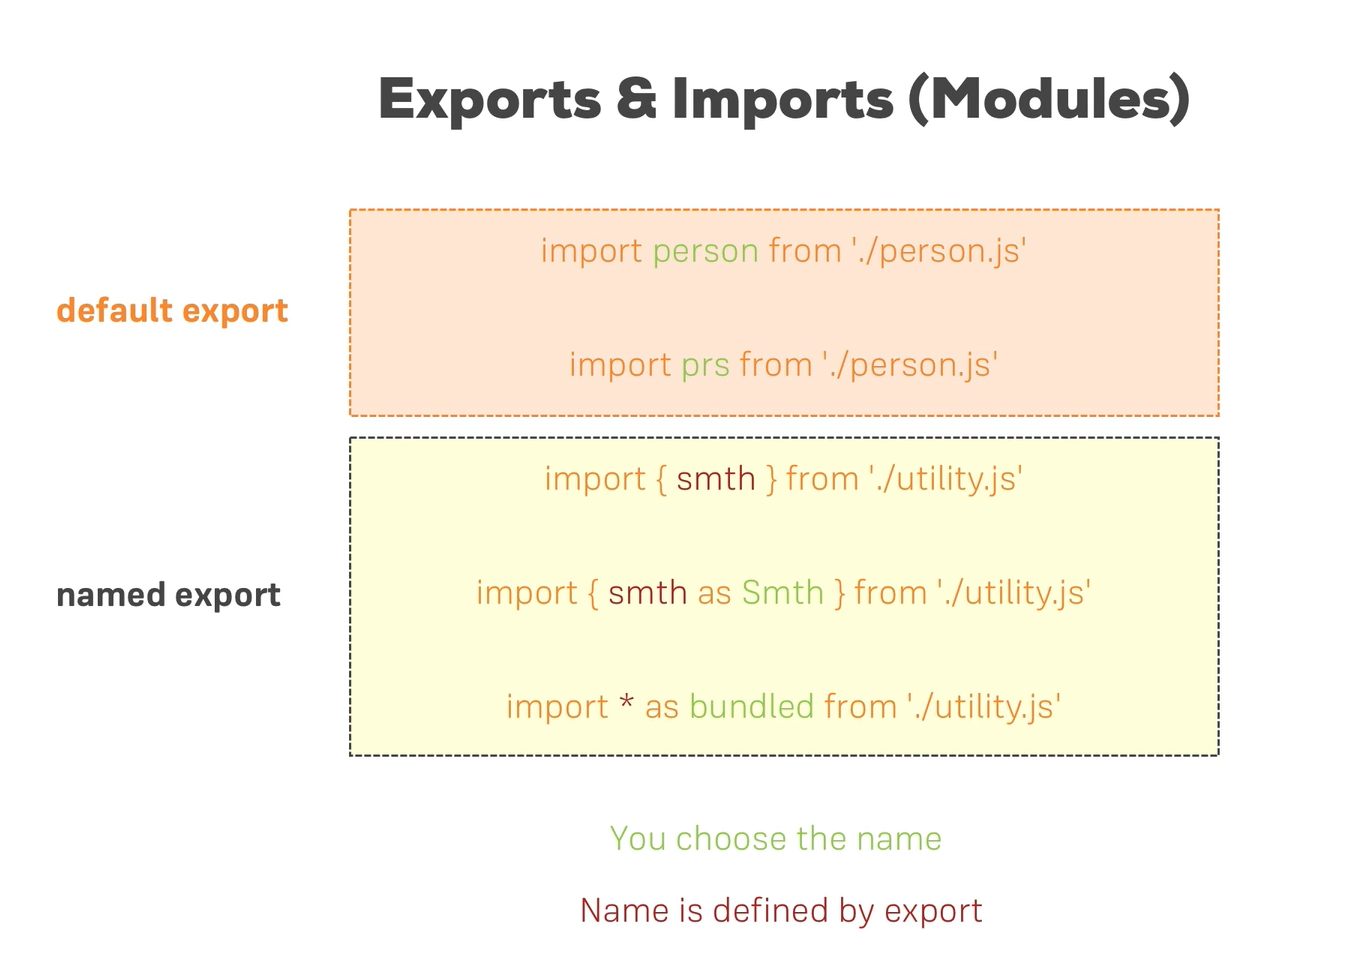 Exports & Imports (Modules)
default export
import person from './person.js'
import prs from './person.js'
named export
import { smth } from './utility.js'
import { smth as Smth } from './utility.js'
import * as bundled from './utility.js'
You choose the name
Name is defined by export